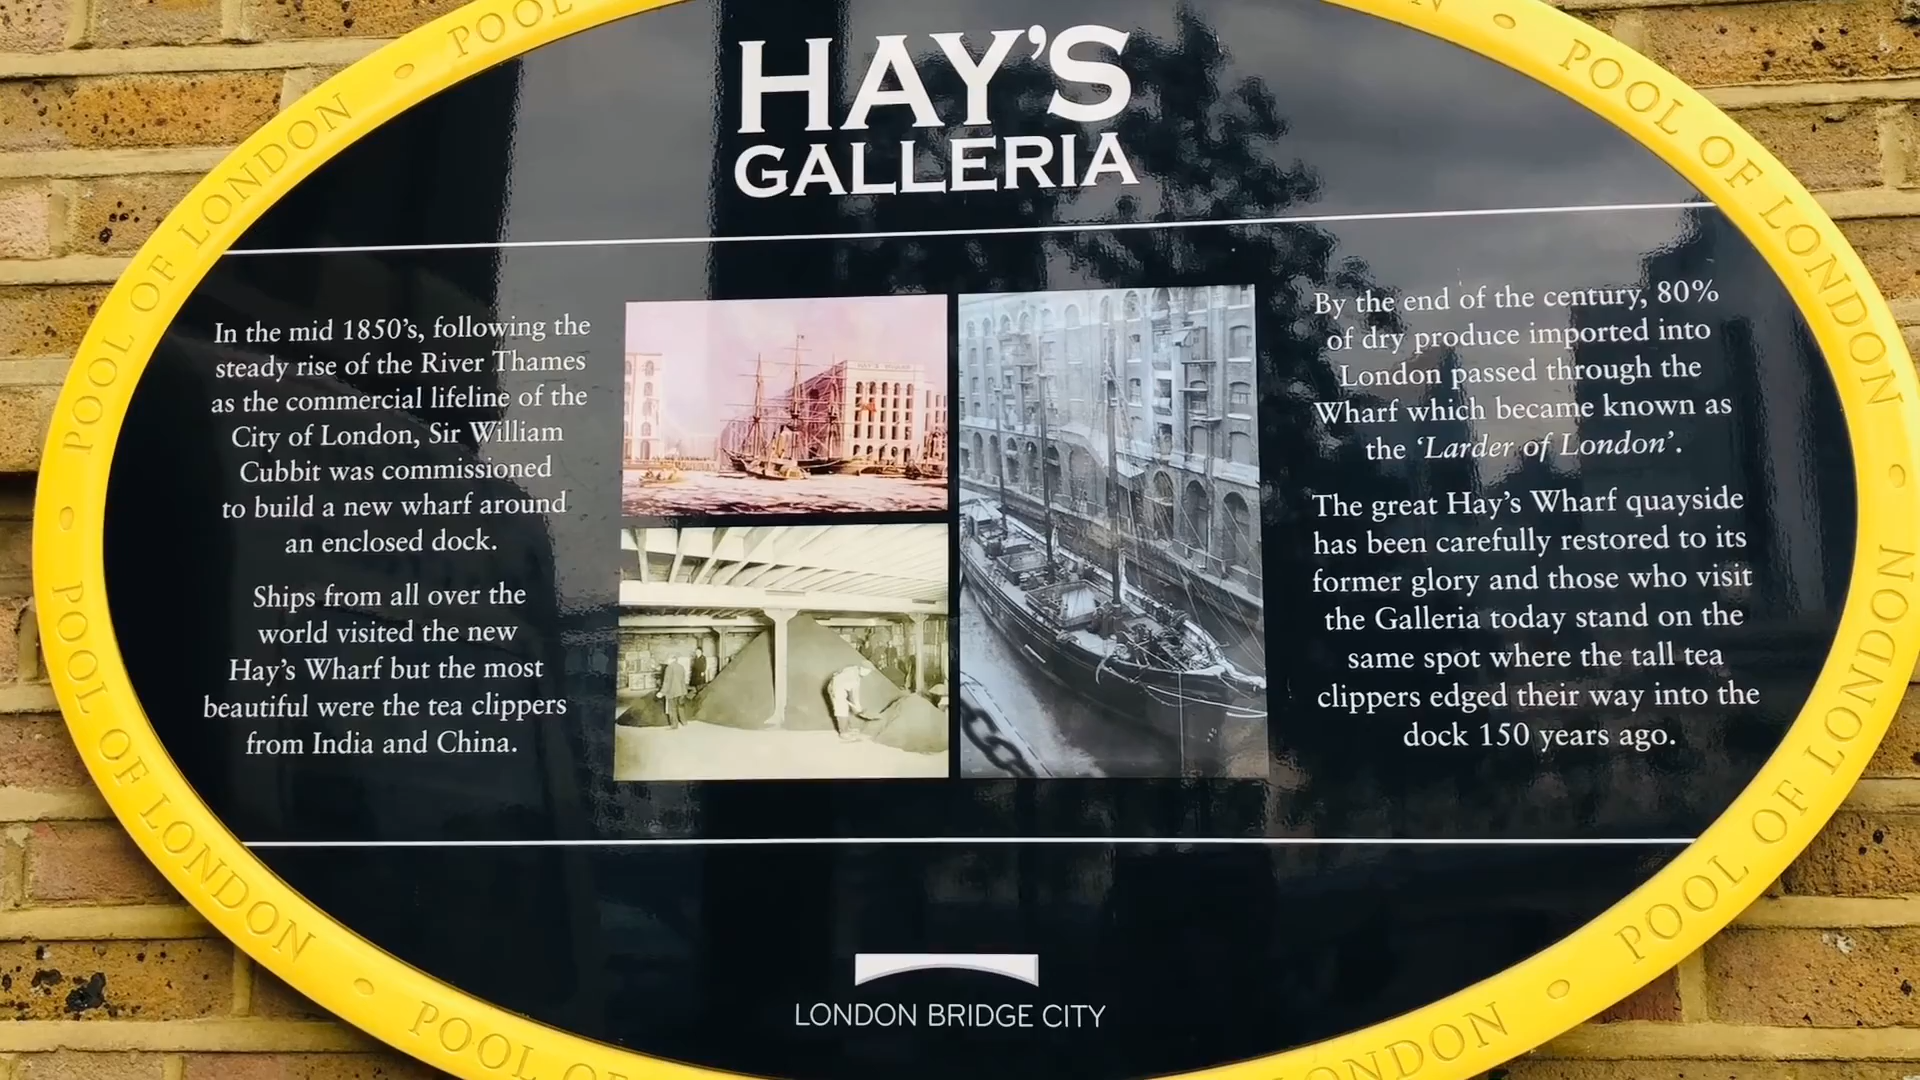 HAY'S
GALLERIA
In the mid 1850's, following the
steady rise of the River Thames
as the commercial lifeline of the
City of London, Sir William
Cubbit was commissioned
to build a new wharf around
an enclosed dock.
Ships from all over the
world visited the new
Hay's Wharf but the most
beautiful were the tea clippers
from India and China.
By the end of the century, 80%
of dry produce imported into
London passed through the
Wharf which became known as
the 'Larder of London'.
The great Hay's Wharf quayside
has been carefully restored to its
former glory and those who visit
the Galleria today stand on the
same spot where the tall tea
clippers edged their way into the
dock 150 years ago.
LONDON BRIDGE CITY
POOL OF LONDON • POOL OF LONDON • POOL
POOL OF LONDON • POOL OF
POOL OF LONDON
POOL OF LONDON • LONDON